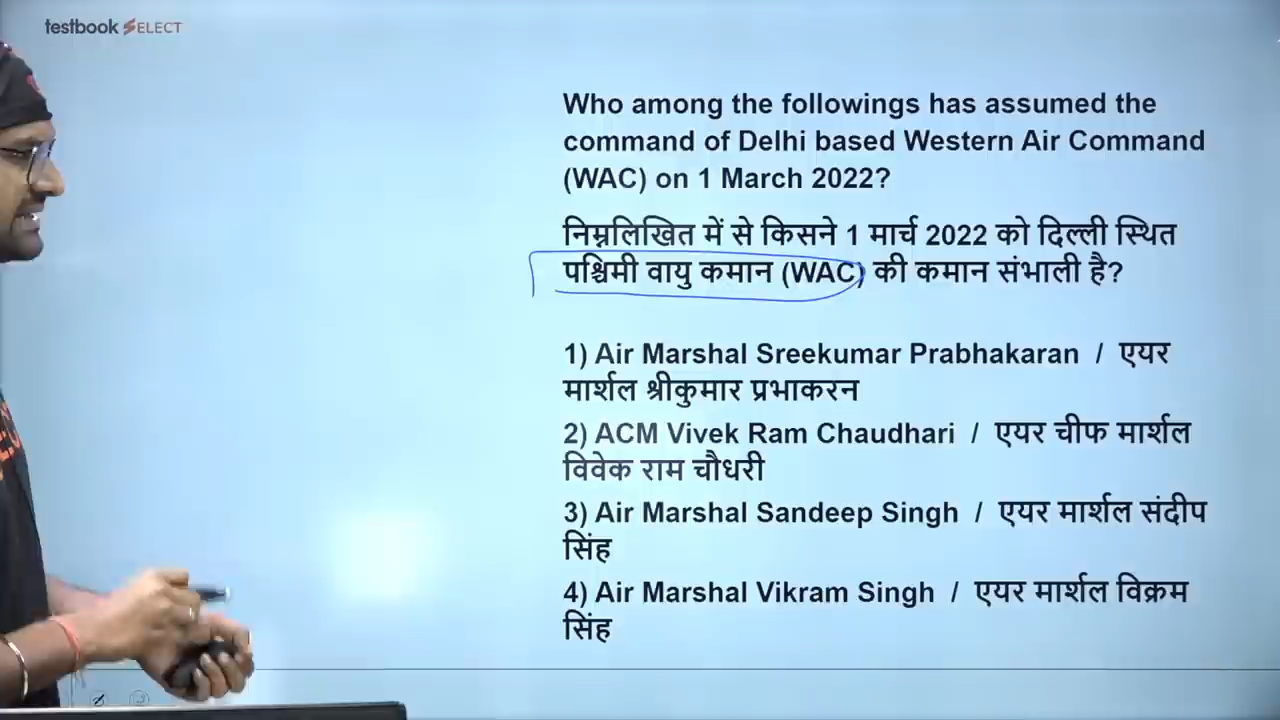 testbook SELECT
Who among the followings has assumed the
command of Delhi based Western Air Command
(WAC) on 1 March 2022?
निम्नलिखित में से किसने 1 मार्च 2022 को दिल्ली स्थित
पश्चिमी वायु कमान (WAC) की कमान संभाली है?
1) Air Marshal Sreekumar Prabhakaran / एयर
मार्शल श्रीकुमार प्रभाकरन
2) ACM Vivek Ram Chaudhari / एयर चीफ मार्शल
विवेक राम चौधरी
3) Air Marshal Sandeep Singh / एयर मार्शल संदीप
सिंह
4) Air Marshal Vikram Singh / एयर मार्शल विक्रम
सिंह